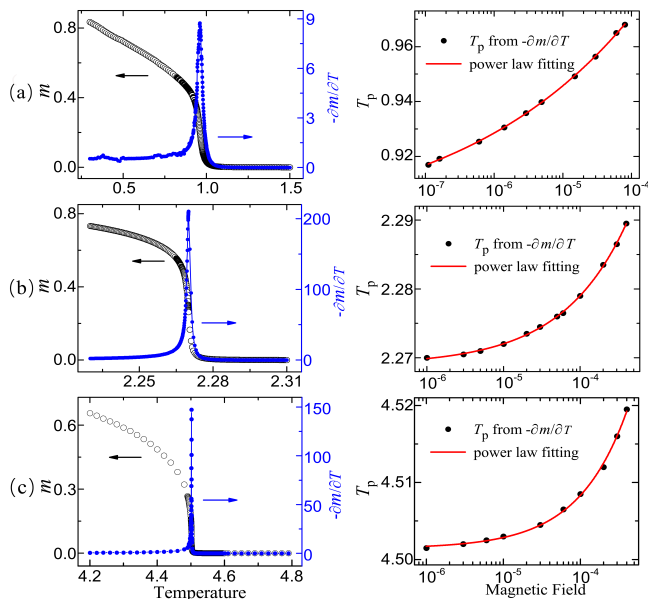 (a)
m
0.8
0.4
0.0
0.5
1.0
1.5
9
6
3
0
-∂m/∂T
T_p
0.96
0.94
0.92
10⁻⁷
10⁻⁶
10⁻⁵
10⁻⁴
T_p from -∂m/∂T
power law fitting
(b)
m
0.8
0.4
0.0
2.25
2.28
2.31
210
140
70
0
-∂m/∂T
T_p
2.29
2.28
2.27
10⁻⁶
10⁻⁵
10⁻⁴
T_p from -∂m/∂T
power law fitting
(c)
m
0.6
0.3
0.0
4.2
4.4
4.6
4.8
Temperature
150
100
50
0
-∂m/∂T
T_p
4.52
4.50
10⁻⁶
10⁻⁵
10⁻⁴
Magnetic Field
T_p from -∂m/∂T
power law fitting